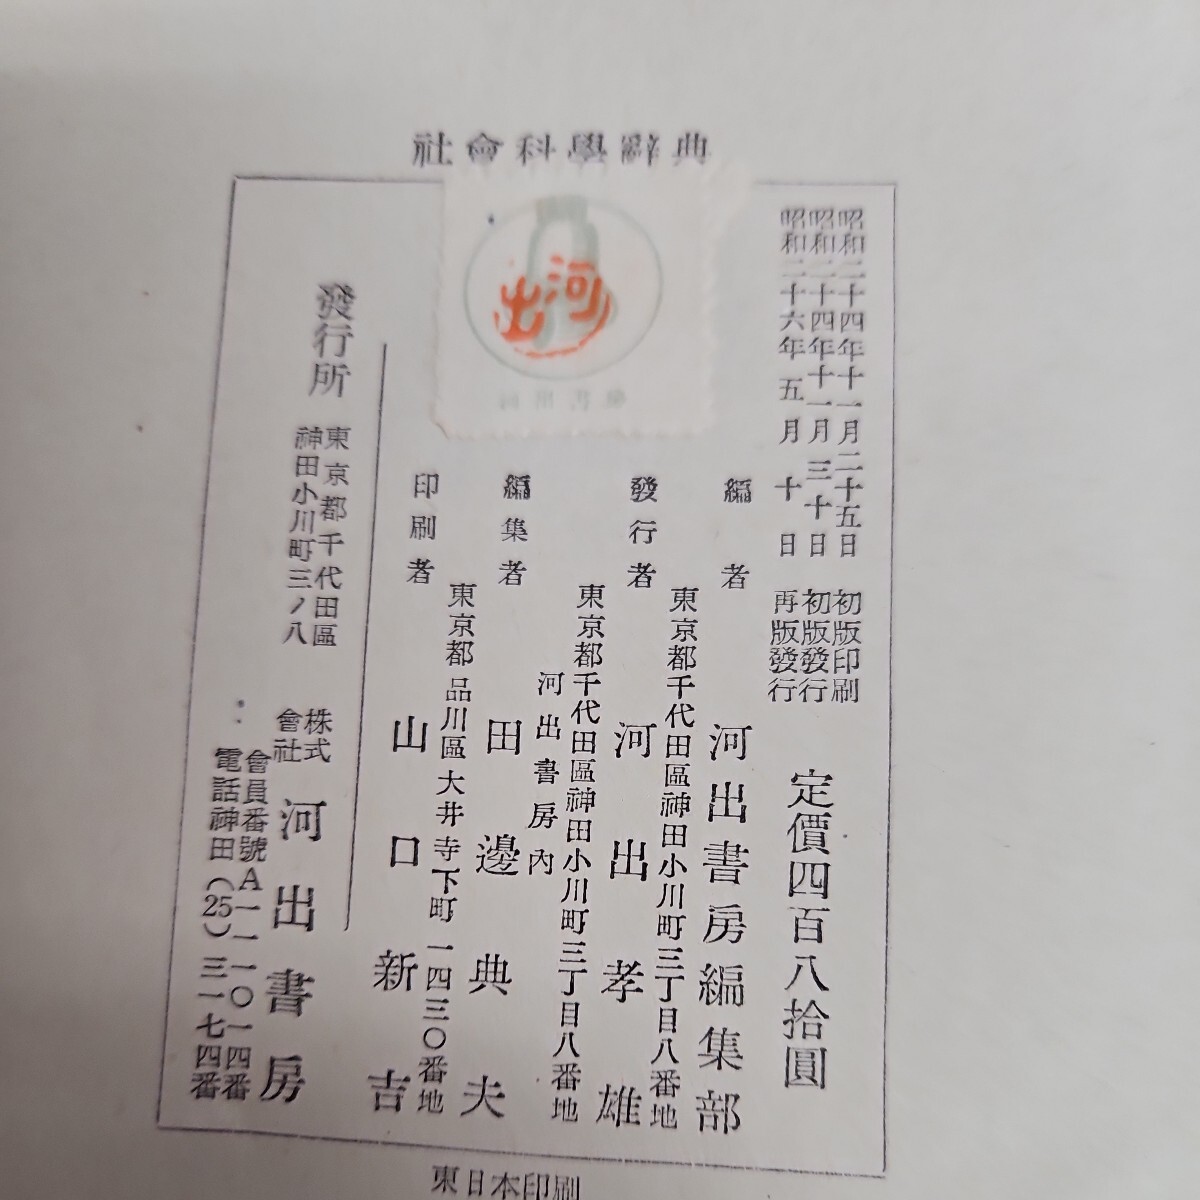 社會科學辭典
昭和二十四年十一月二十五日 初版印刷
昭和二十四年十一月三十日 初版發行
昭和二十六年五月十日 再版發行
定價四百八拾圓
編者 河出書房編集部
東京都千代田區神田小川町三丁目八番地
發行者 河出孝雄
東京都千代田區神田小川町三丁目八番地
河出書房內
編集者 田邊典夫
東京都品川區大井寺下町一四三〇番地
印刷者 山口新吉
發行所
東京都千代田區
神田小川町三ノ八
株式會社 河出書房
會員番號A一一一〇一四番
電話神田(25)三一七四番
河出
東日本印刷